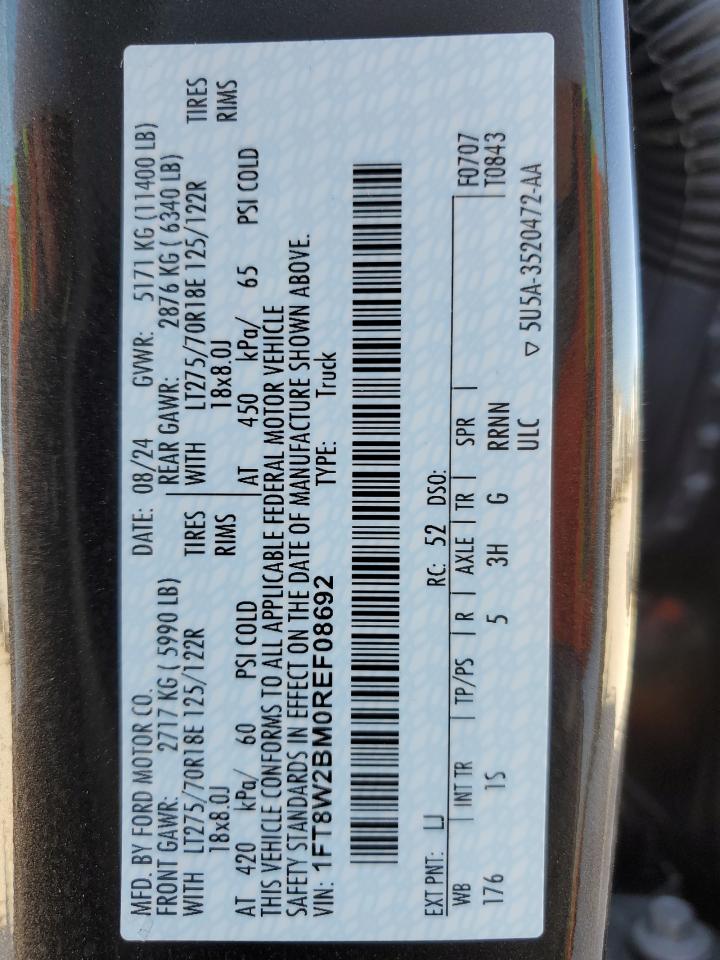 MFD. BY FORD MOTOR CO. DATE: 08/24 GVWR: 5171 KG (11400 LB)
FRONT GAWR: 2717 KG ( 5990 LB) REAR GAWR: 2876 KG ( 6340 LB)
WITH LT275/70R18E 125/122R TIRES WITH LT275/70R18E 125/122R TIRES
18x8.0J RIMS 18x8.0J RIMS
AT 420 kPa/ 60 PSI COLD AT 450 kPa/ 65 PSI COLD
THIS VEHICLE CONFORMS TO ALL APPLICABLE FEDERAL MOTOR VEHICLE
SAFETY STANDARDS IN EFFECT ON THE DATE OF MANUFACTURE SHOWN ABOVE.
VIN: 1FT8W2BM0REF08692 TYPE: Truck
EXT PNT: LJ RC: 52 DSO:
WB INT TR TP/PS R AXLE TR SPR F0707
176 1S 5 3H G RRNN T0843
ULC ▽ 5U5A-3520472-AA